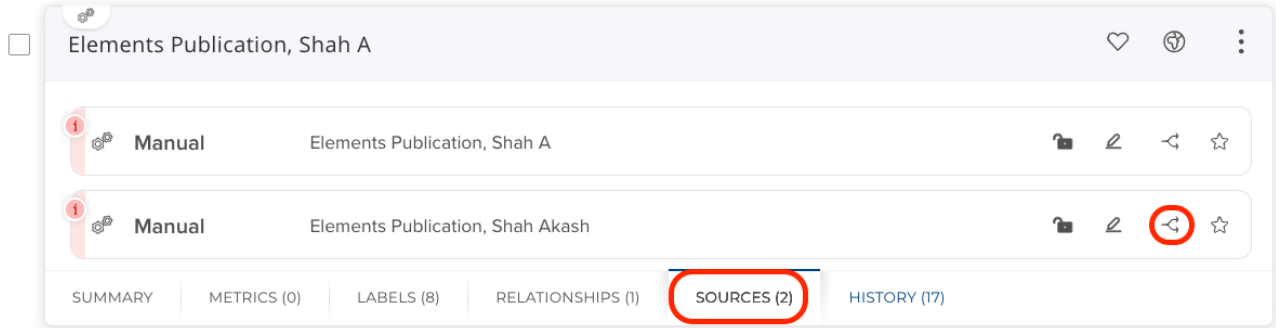 Elements Publication, Shah A
i Manual Elements Publication, Shah A
i Manual Elements Publication, Shah Akash
SUMMARY METRICS (0) LABELS (8) RELATIONSHIPS (1) SOURCES (2) HISTORY (17)